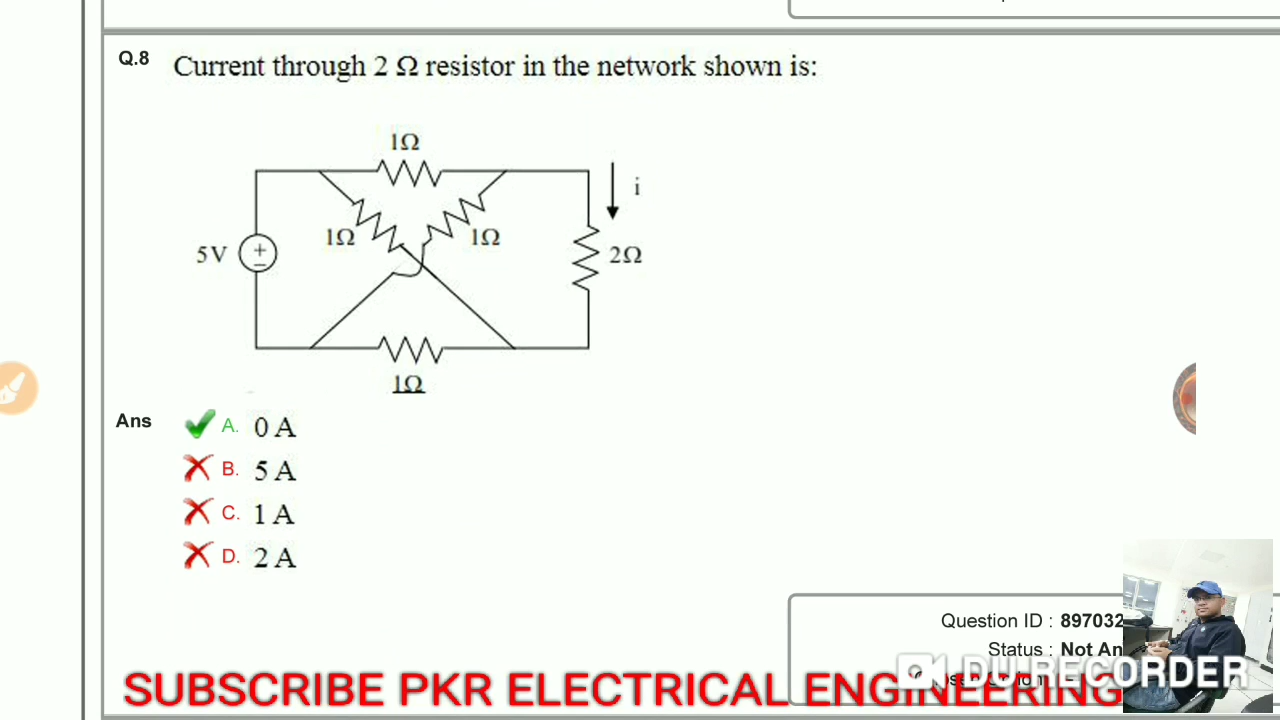 Q.8 Current through 2 Ω resistor in the network shown is:
1Ω
i
1Ω
1Ω
5V
+
2Ω
1Ω
Ans
A. 0 A
B. 5 A
C. 1 A
D. 2 A
Question ID : 897032
Status : Not An
DU RECORDER
SUBSCRIBE PKR ELECTRICAL ENGINEERING